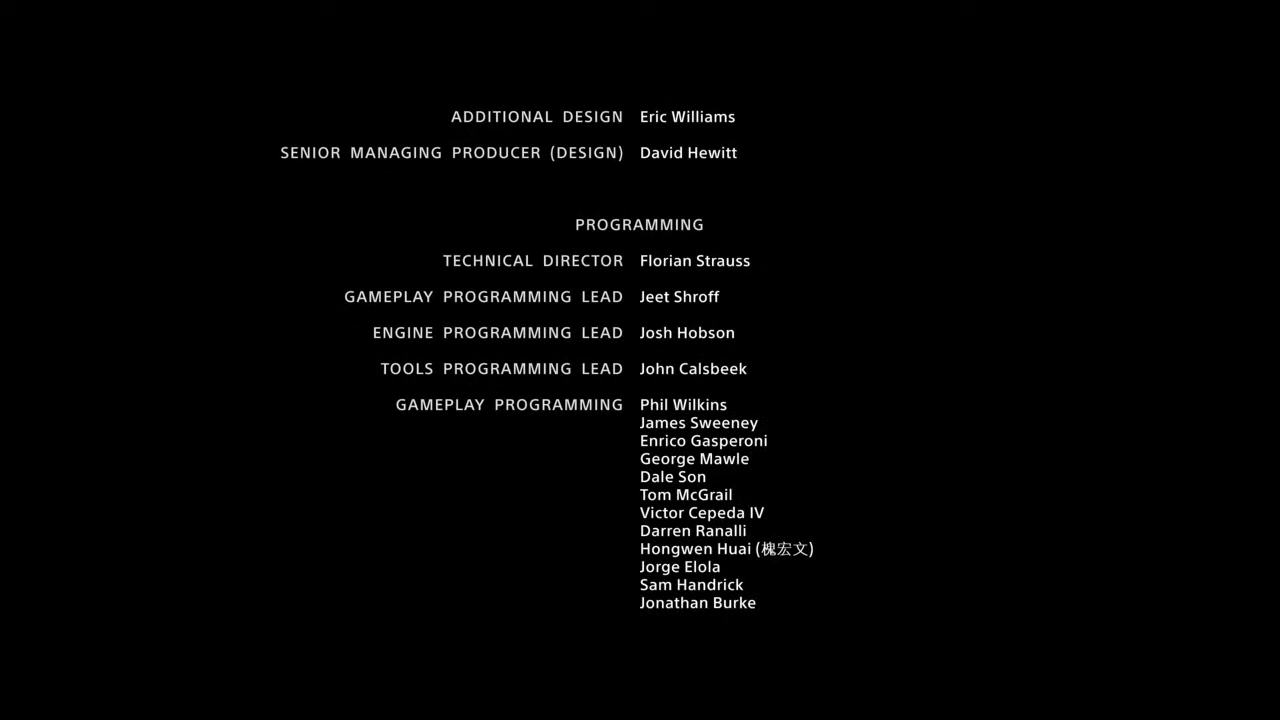 ADDITIONAL DESIGN Eric Williams
SENIOR MANAGING PRODUCER (DESIGN) David Hewitt
PROGRAMMING
TECHNICAL DIRECTOR Florian Strauss
GAMEPLAY PROGRAMMING LEAD Jeet Shroff
ENGINE PROGRAMMING LEAD Josh Hobson
TOOLS PROGRAMMING LEAD John Calsbeek
GAMEPLAY PROGRAMMING Phil Wilkins
James Sweeney
Enrico Gasperoni
George Mawle
Dale Son
Tom McGrail
Victor Cepeda IV
Darren Ranalli
Hongwen Huai (槐宏文)
Jorge Elola
Sam Handrick
Jonathan Burke